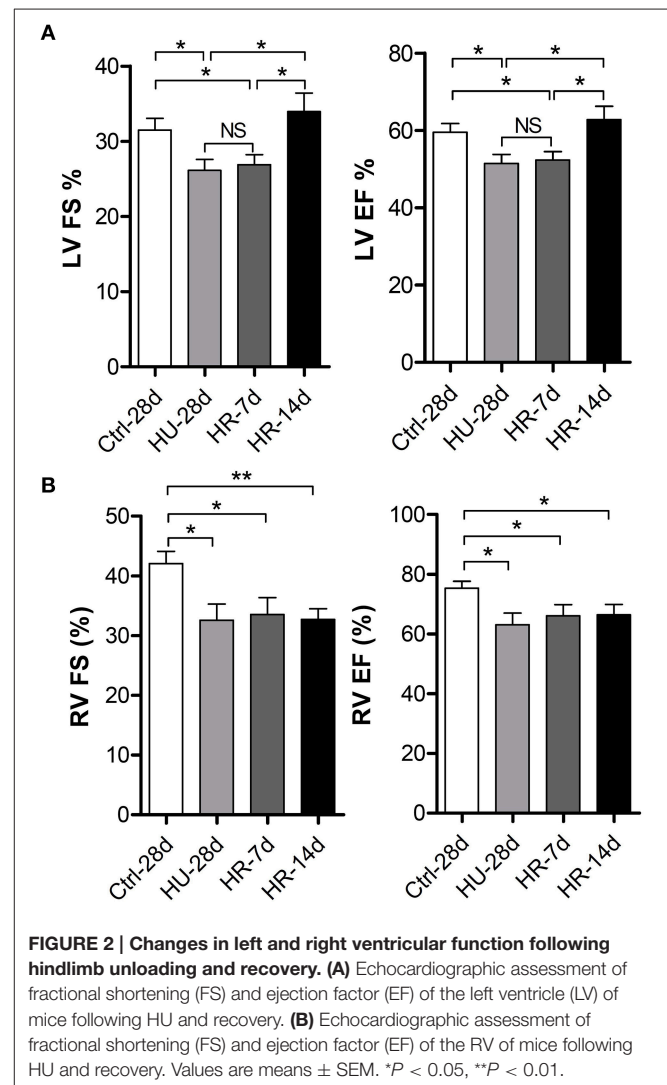 A
* *
* *
NS
LV FS %
40
30
20
10
0
Ctrl-28d
HU-28d
HR-7d
HR-14d
* *
* *
NS
LV EF %
80
60
40
20
0
Ctrl-28d
HU-28d
HR-7d
HR-14d
B
**
*
*
RV FS (%)
50
40
30
20
10
0
Ctrl-28d
HU-28d
HR-7d
HR-14d
*
*
*
RV EF (%)
100
80
60
40
20
0
Ctrl-28d
HU-28d
HR-7d
HR-14d
FIGURE 2 | Changes in left and right ventricular function following
hindlimb unloading and recovery. (A) Echocardiographic assessment of
fractional shortening (FS) and ejection factor (EF) of the left ventricle (LV) of
mice following HU and recovery. (B) Echocardiographic assessment of
fractional shortening (FS) and ejection factor (EF) of the RV of mice following
HU and recovery. Values are means ± SEM. *P < 0.05, **P < 0.01.